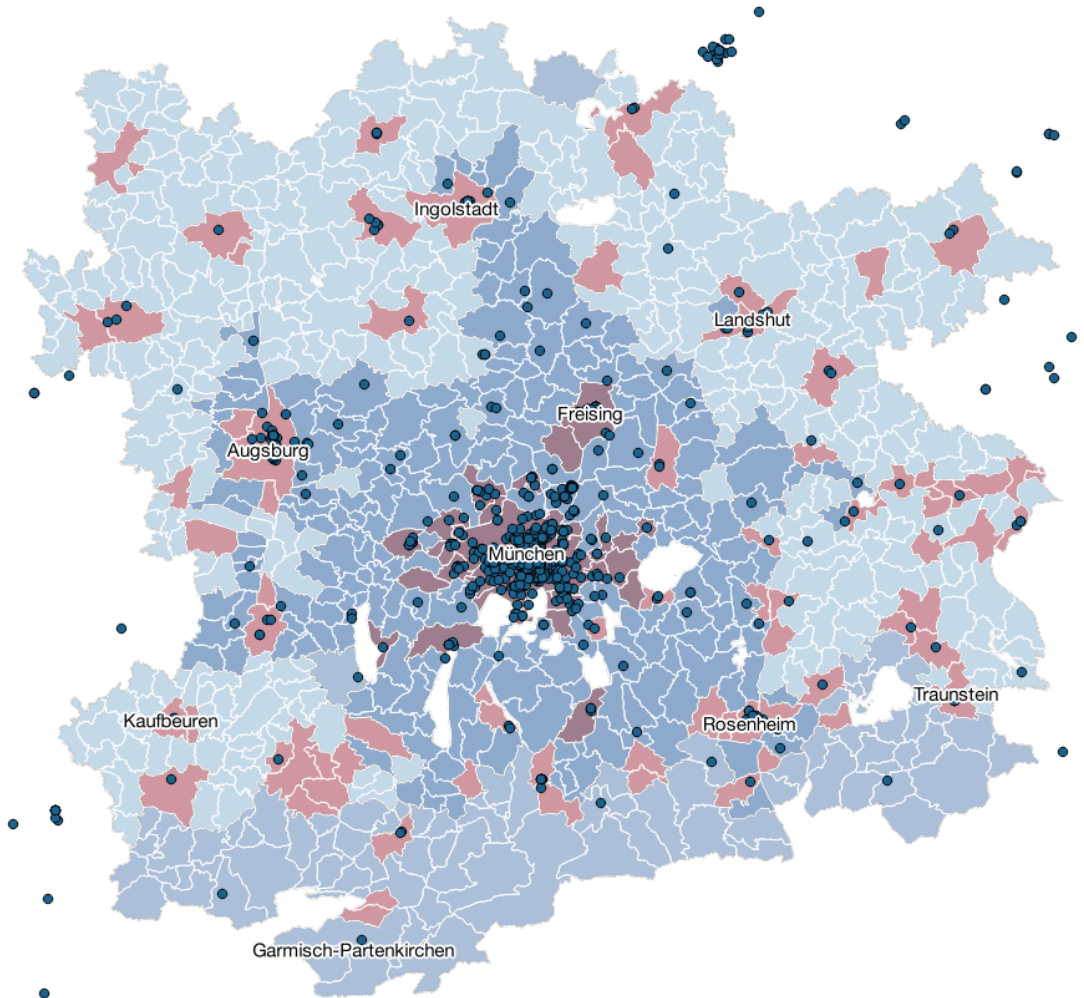 Ingolstadt
Landshut
Freising
Augsburg
München
Traunstein
Kaufbeuren
Rosenheim
Garmisch-Partenkirchen